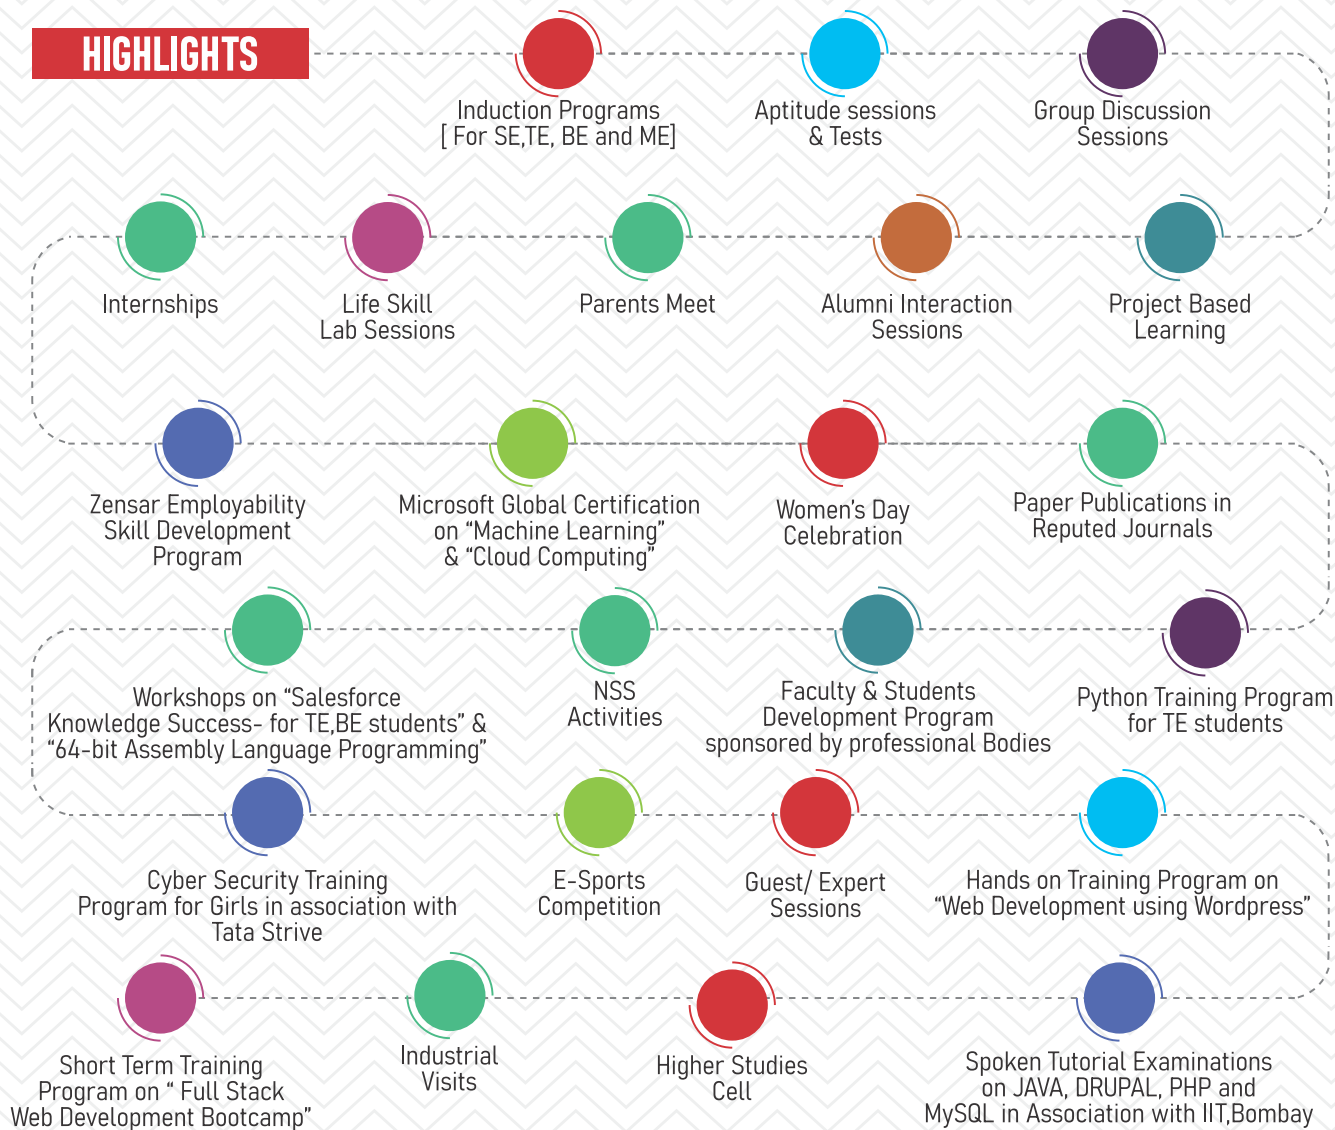 HIGHLIGHTS
Induction Programs
[ For SE,TE, BE and ME]
Aptitude sessions
& Tests
Group Discussion
Sessions
Internships
Life Skill
Lab Sessions
Parents Meet
Alumni Interaction
Sessions
Project Based
Learning
Zensar Employability
Skill Development
Program
Microsoft Global Certification
on “Machine Learning”
& “Cloud Computing”
Women’s Day
Celebration
Paper Publications in
Reputed Journals
Workshops on “Salesforce
Knowledge Success- for TE,BE students” &
“64-bit Assembly Language Programming”
NSS
Activities
Faculty & Students
Development Program
sponsored by professional Bodies
Python Training Program
for TE students
Cyber Security Training
Program for Girls in association with
Tata Strive
E-Sports
Competition
Guest/ Expert
Sessions
Hands on Training Program on
“Web Development using Wordpress”
Short Term Training
Program on “ Full Stack
Web Development Bootcamp”
Industrial
Visits
Higher Studies
Cell
Spoken Tutorial Examinations
on JAVA, DRUPAL, PHP and
MySQL in Association with IIT,Bombay